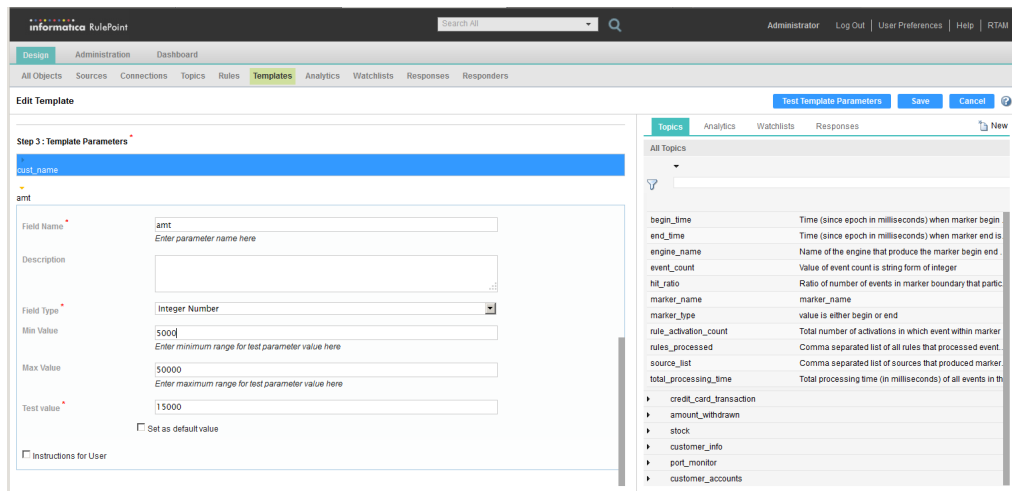 informatica RulePoint
Search All
Administrator Log Out User Preferences Help RTAM
Design Administration Dashboard
All Objects Sources Connections Topics Rules Templates Analytics Watchlists Responses Responders
Edit Template
Test Template Parameters Save Cancel ?
Step 3 : Template Parameters *
cust_name
amt
Field Name * amt
Enter parameter name here
Description
Field Type * Integer Number
Min Value 5000
Enter minimum range for test parameter value here
Max Value 50000
Enter maximum range for test parameter value here
Test value * 15000
Set as default value
Instructions for User
Topics Analytics Watchlists Responses New
All Topics
begin_time Time (since epoch in milliseconds) when marker begin
end_time Time (since epoch in milliseconds) when marker end is.
engine_name Name of the engine that produce the marker begin end .
event_count Value of event count is string form of integer
hit_ratio Ratio of number of events in marker boundary that partic.
marker_name marker_name
marker_type value is either begin or end
rule_activation_count Total number of activations in which event within marker
rules_processed Comma separated list of all rules that processed event.
source_list Comma separated list of sources that produced marker.
total_processing_time Total processing time (in milliseconds) of all events in th
credit_card_transaction
amount_withdrawn
stock
customer_info
port_monitor
customer_accounts